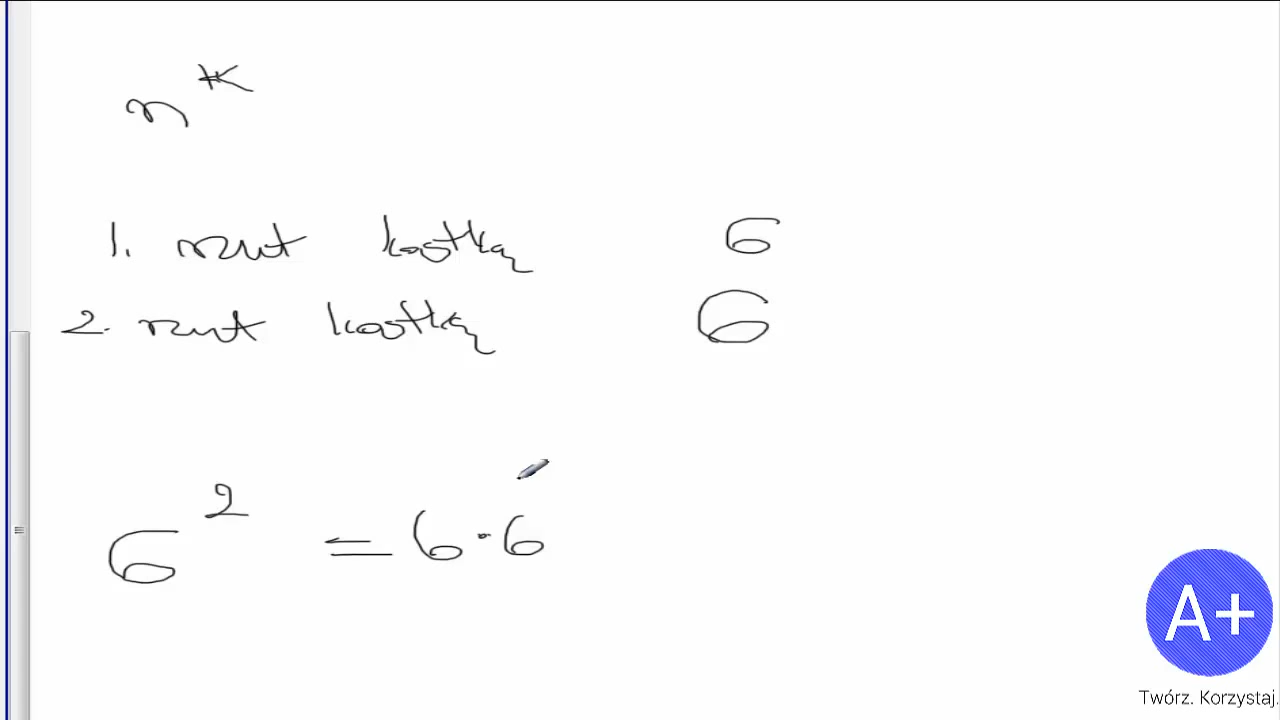 n^k
1. rzut kostką 6
2. rzut kostką 6
6^2 = 6·6
A+
Twórz. Korzystaj.